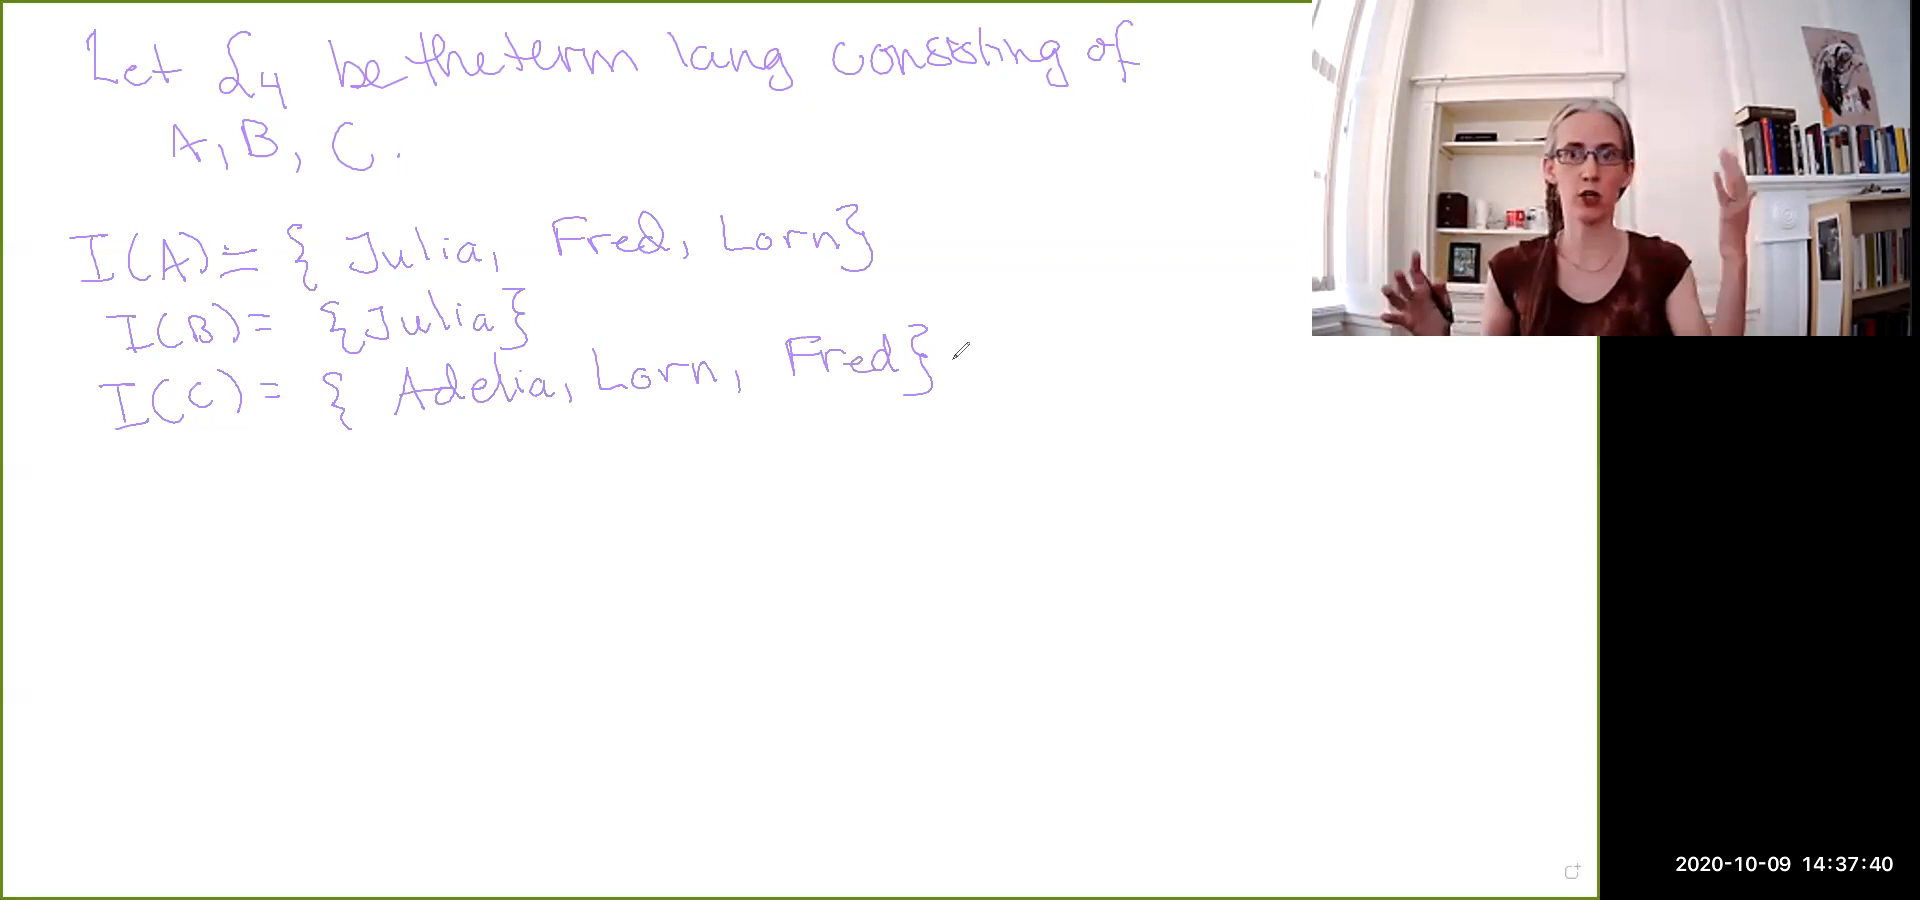 Let L4 be the term lang consisting of
A, B, C.
I(A) = { Julia, Fred, Lorn}
I(B) = {Julia}
I(C) = { Adelia, Lorn, Fred}
2020-10-09 14:37:40